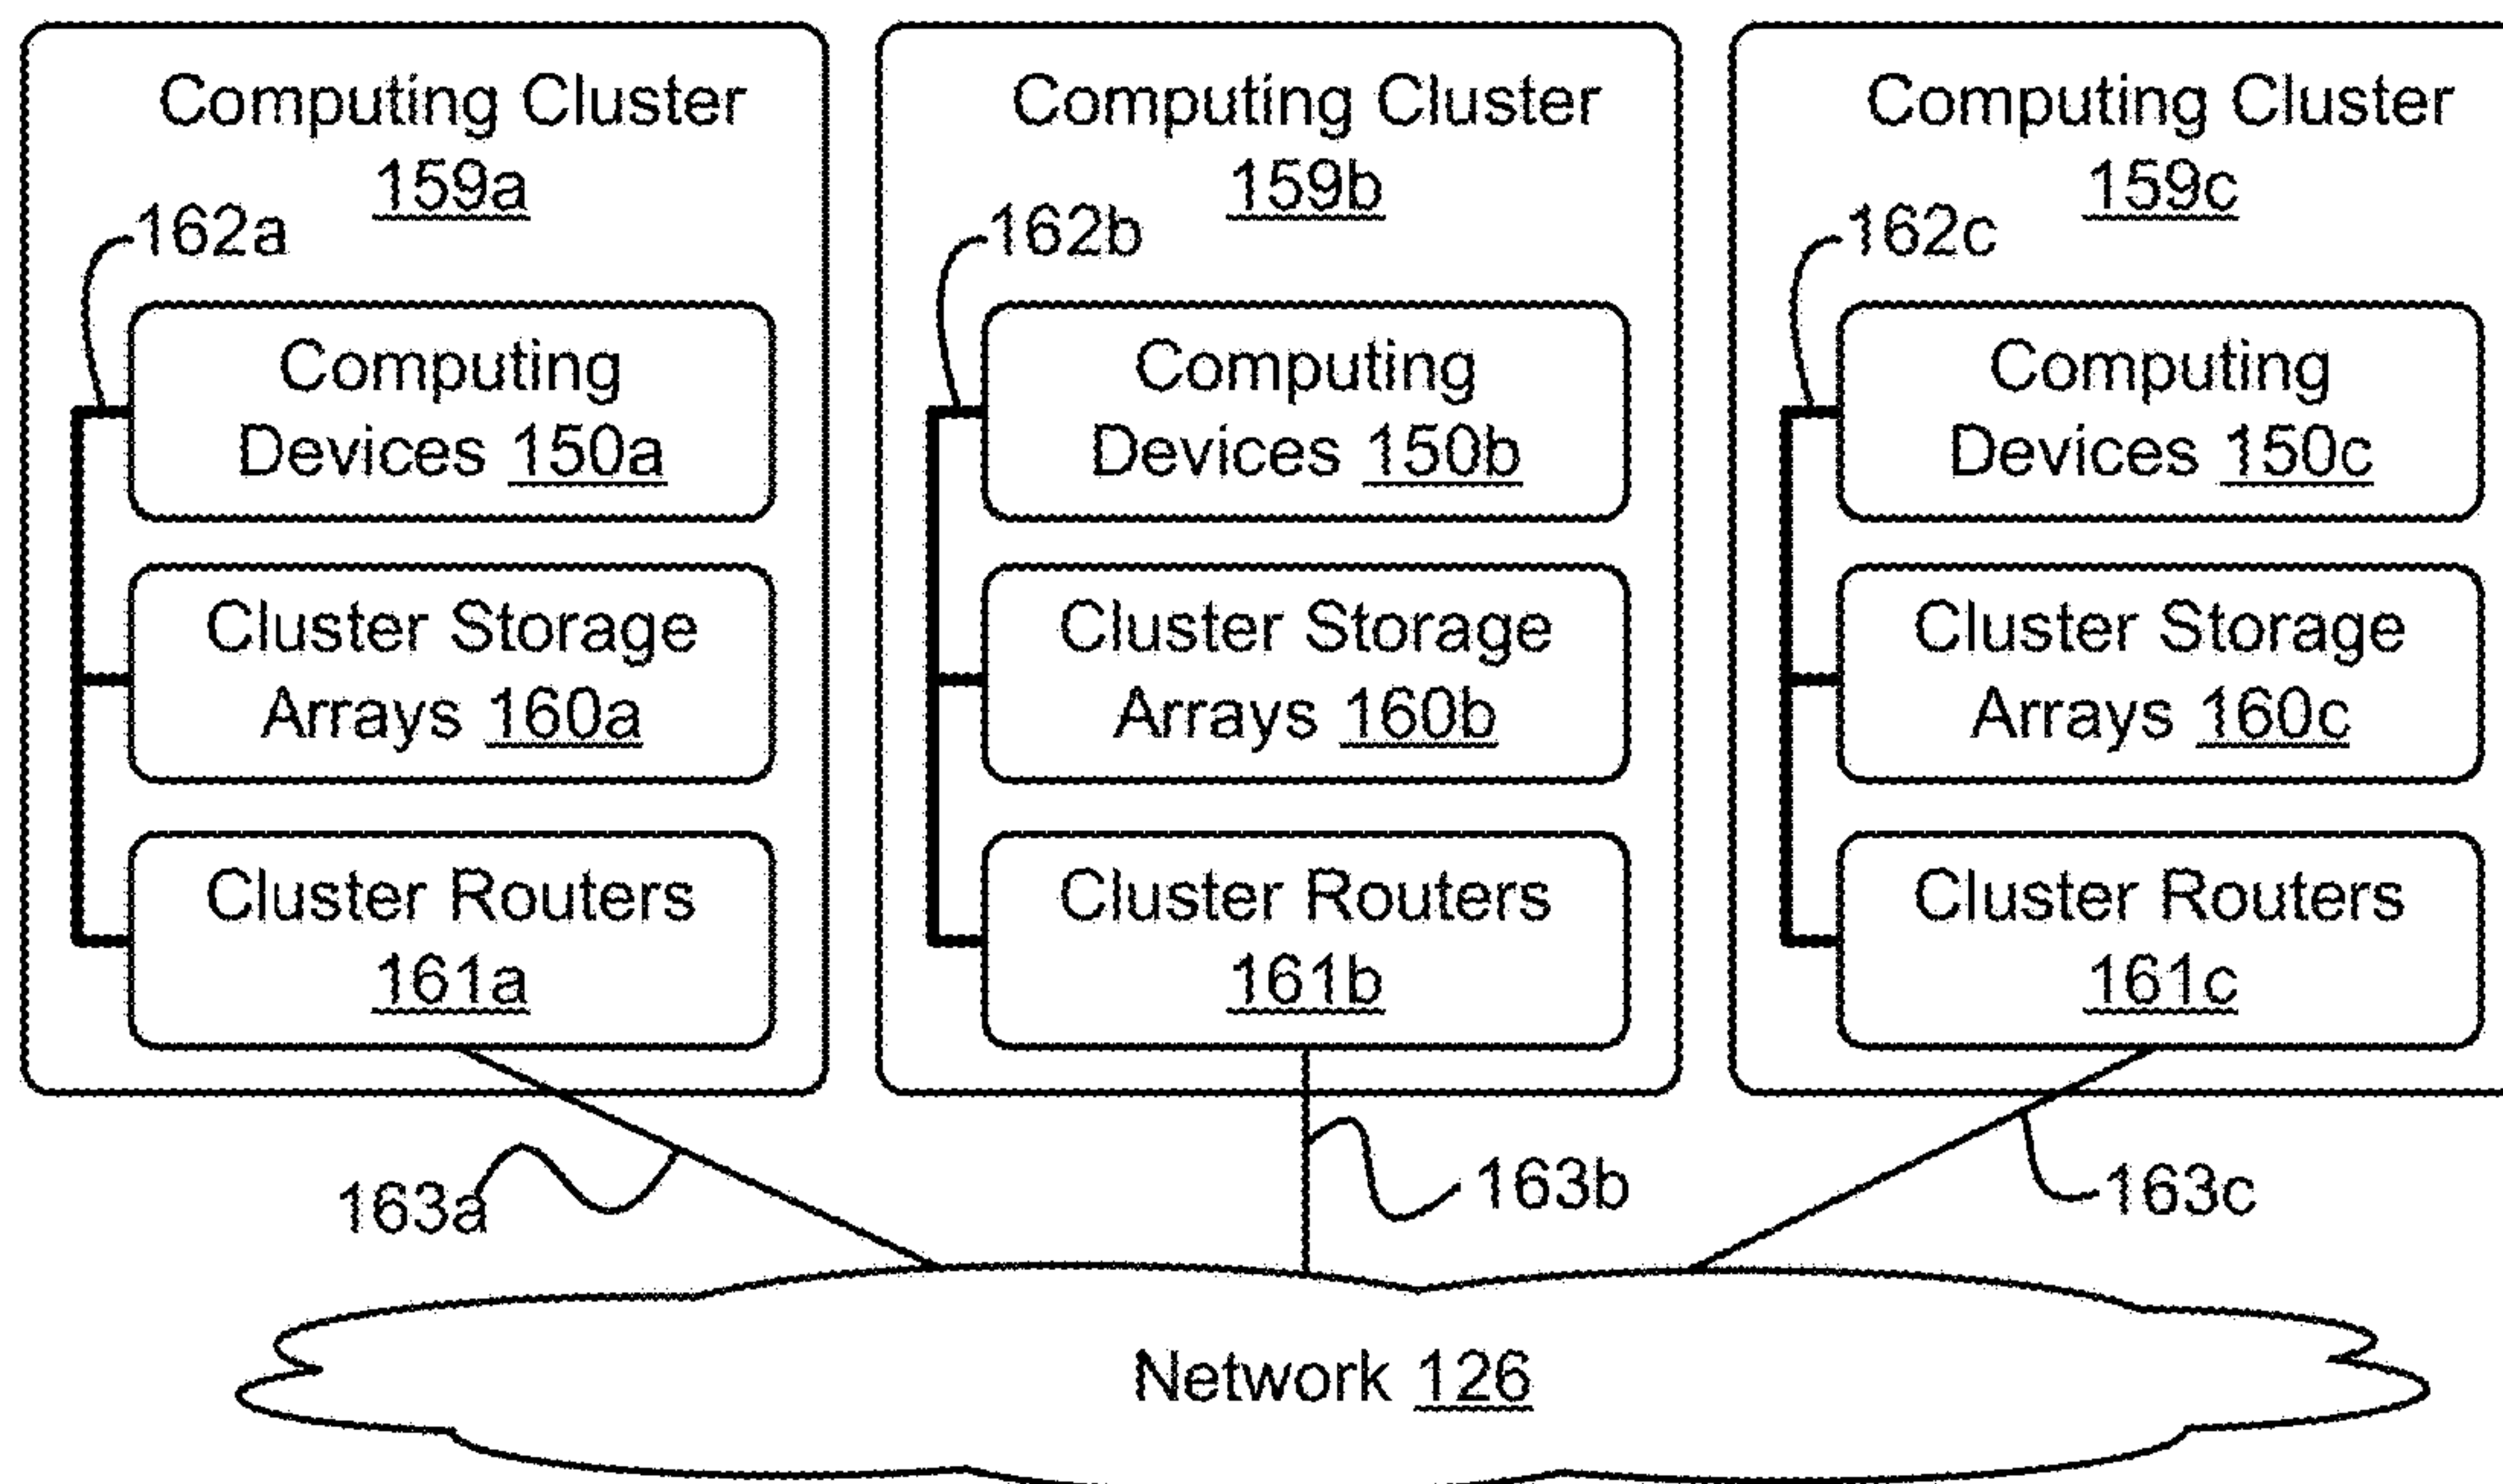 Computing Cluster
159a
162a
Computing
Devices 150a
Cluster Storage
Arrays 160a
Cluster Routers
161a
Computing Cluster
159b
162b
Computing
Devices 150b
Cluster Storage
Arrays 160b
Cluster Routers
161b
Computing Cluster
159c
162c
Computing
Devices 150c
Cluster Storage
Arrays 160c
Cluster Routers
161c
163a
163b
163c
Network 126